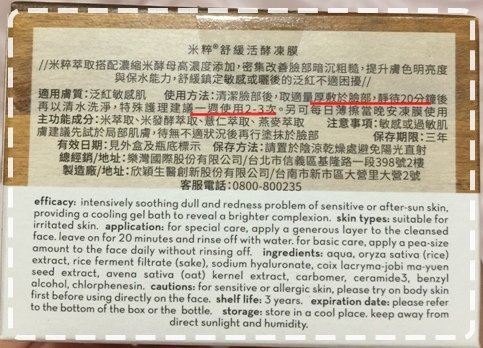 米粹®舒緩活酵凍膜
//米粹萃取搭配濃縮米酵母高濃度添加，密集改善臉部暗沉粗糙，提升膚色明亮度
與保水能力，舒緩鎮定敏感或曬後的泛紅不適困擾//
適用膚質：泛紅敏感肌 使用方法：清潔臉部後，取適量厚敷於臉部，靜待20分鐘後
再以清水洗淨，特殊護理建議一週使用2-3次。另可每日薄擦當晚安凍膜使用
主功能成分：米萃、米發酵萃取、薏仁萃取、燕麥萃取 注意事項：敏感或過敏肌
膚建議先試於局部肌膚，待無不適狀況後再行塗抹於臉部 保存期限：三年
有效日期：見外盒及瓶底標示 保存方法：請置於陰涼乾燥處避免陽光直射
總經銷/地址：樂灣國際股份有限公司/台北市信義區基隆路一段398號2樓
製造廠/地址：欣穎生醫創新股份有限公司/台南市新市區大營里大營719號
客服電話：0800-800235
efficacy: intensively soothing dull and redness problem of sensitive or after-sun skin,
providing a cooling gel bath to reveal a brighter complexion. skin types: suitable for
irritated skin. application: for special care, apply a generous layer to the cleansed
face. leave on for 20 minutes and rinse off with water. for basic care, apply a pea-size
amount to the face daily without rinsing off. ingredients: aqua, oryza sativa (rice)
extract, rice ferment filtrate (sake), sodium hyaluronate, coix lacryma-jobi ma-yuen
seed extract, avena sativa (oat) kernel extract, carbomer, ceramide3, benzyl
alcohol, chlorphenesin. cautions: for sensitive or allergic skin, please try on body skin
first before using directly on the face. shelf life: 3 years. expiration date: please refer
to the bottom of the box or the bottle. storage: store in a cool place. keep away from
direct sunlight and humidity.